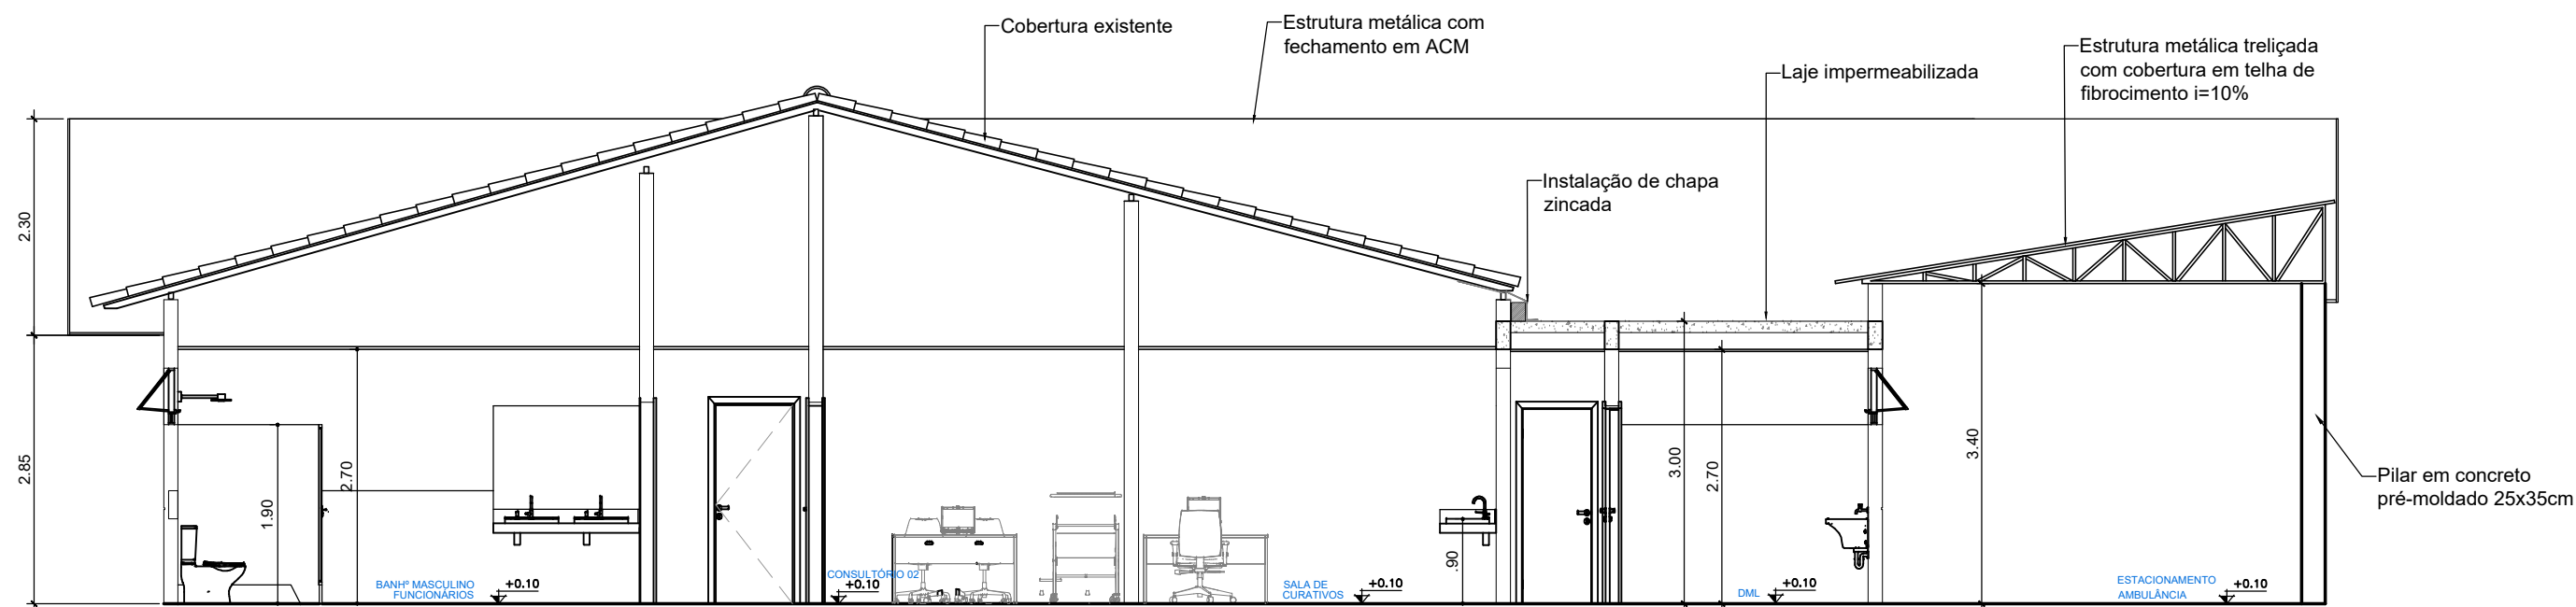 Cobertura existente
Estrutura metálica com
fechamento em ACM
Estrutura metálica treliçada
com cobertura em telha de
fibrocimento i=10%
Laje impermeabilizada
Instalação de chapa
zincada
Pilar em concreto
pré-moldado 25x35cm
2.30
2.85
1.90
2.70
.90
3.00
2.70
3.40
BANHº MASCULINO
FUNCIONÁRIOS
+0.10
CONSULTÓRIO 02
+0.10
SALA DE
CURATIVOS
+0.10
DML
+0.10
ESTACIONAMENTO
AMBULÂNCIA
+0.10